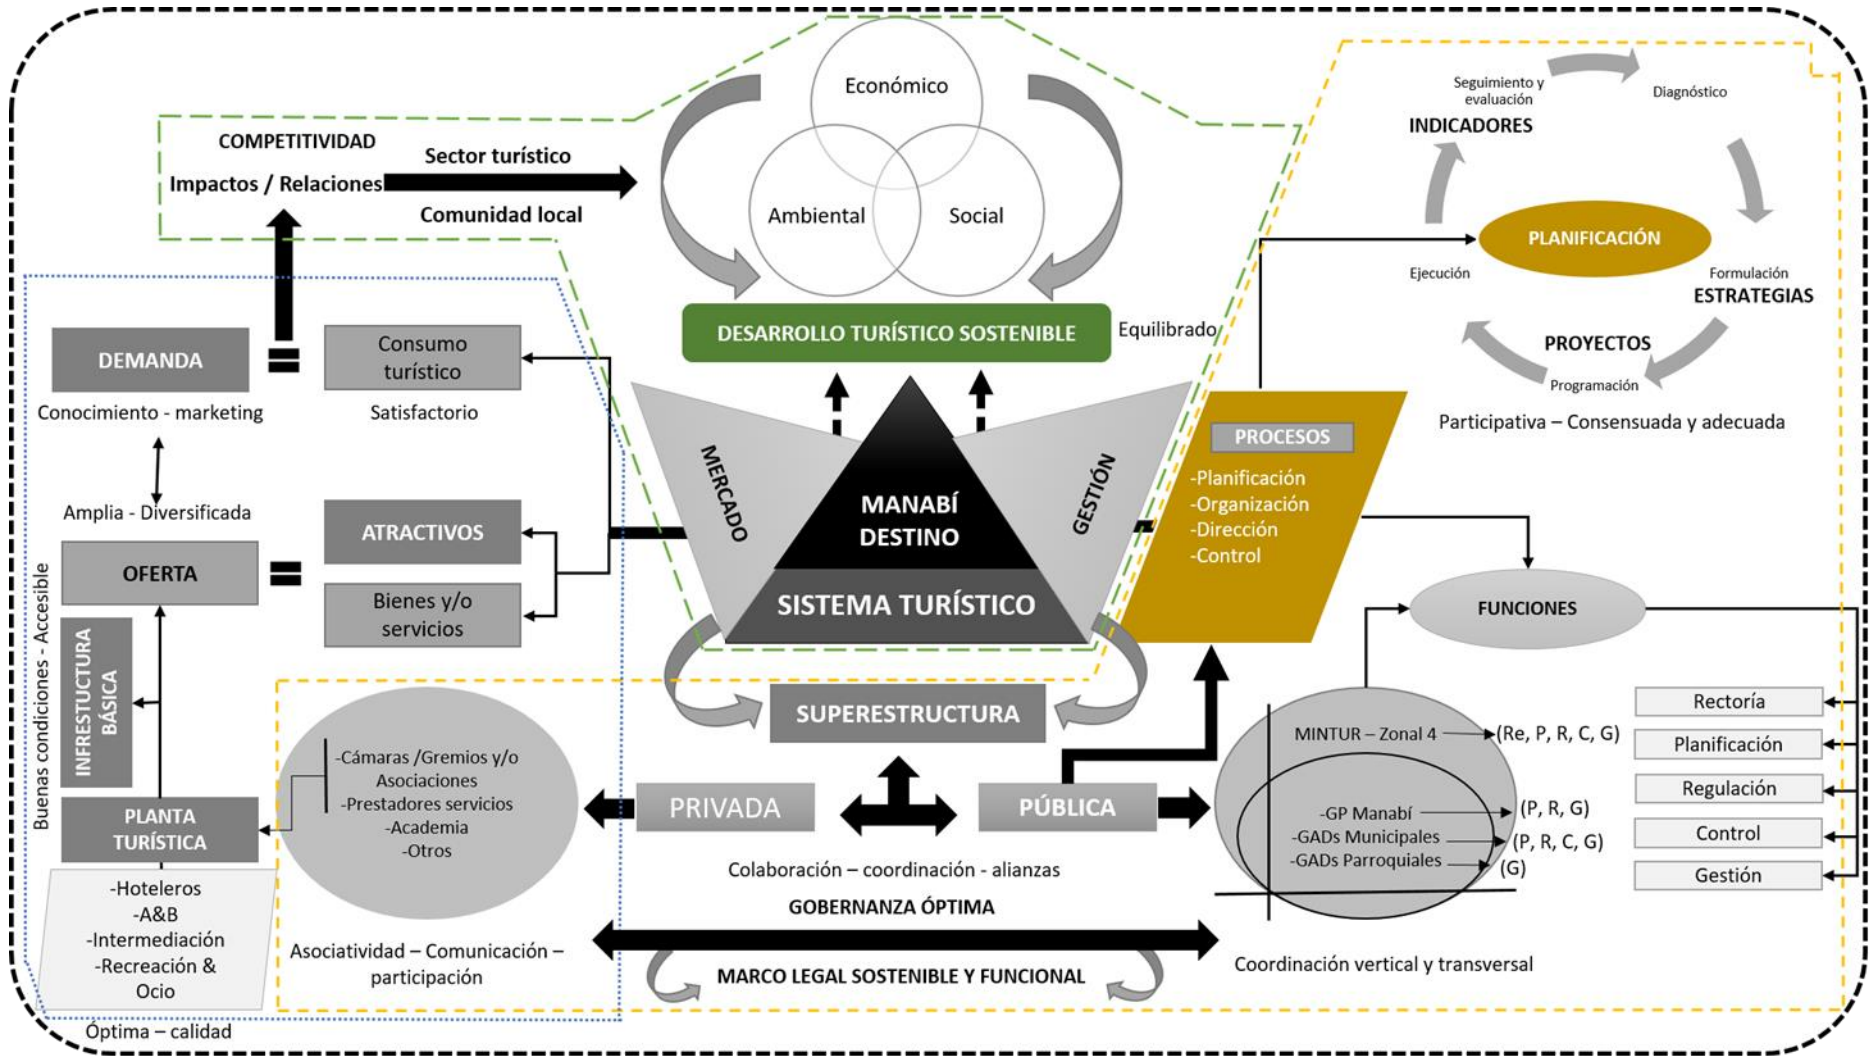 Económico
Ambiental
Social
COMPETITIVIDAD
Impactos / Relaciones
Sector turístico
Comunidad local
DESARROLLO TURÍSTICO SOSTENIBLE
Equilibrado
Seguimiento y
evaluación
INDICADORES
Diagnóstico
PLANIFICACIÓN
Ejecución
Formulación
ESTRATEGIAS
PROYECTOS
Programación
Participativa – Consensuada y adecuada
DEMANDA
Conocimiento - marketing
Consumo
turístico
Satisfactorio
Amplia - Diversificada
OFERTA
ATRACTIVOS
Bienes y/o
servicios
Buenas condiciones - Accesible
INFRESTUCTURA
BÁSICA
PLANTA
TURÍSTICA
-Hoteleros
-A&B
-Intermediación
-Recreación &
Ocio
Óptima – calidad
MERCADO
MANABÍ
DESTINO
GESTIÓN
SISTEMA TURÍSTICO
PROCESOS
-Planificación
-Organización
-Dirección
-Control
FUNCIONES
SUPERESTRUCTURA
-Cámaras /Gremios y/o
Asociaciones
-Prestadores servicios
-Academia
-Otros
Asociatividad – Comunicación –
participación
PRIVADA
PÚBLICA
Colaboración – coordinación - alianzas
GOBERNANZA ÓPTIMA
MARCO LEGAL SOSTENIBLE Y FUNCIONAL
MINTUR – Zonal 4
(Re, P, R, C, G)
-GP Manabí
(P, R, G)
-GADs Municipales
(P, R, C, G)
-GADs Parroquiales
(G)
Coordinación vertical y transversal
Rectoría
Planificación
Regulación
Control
Gestión